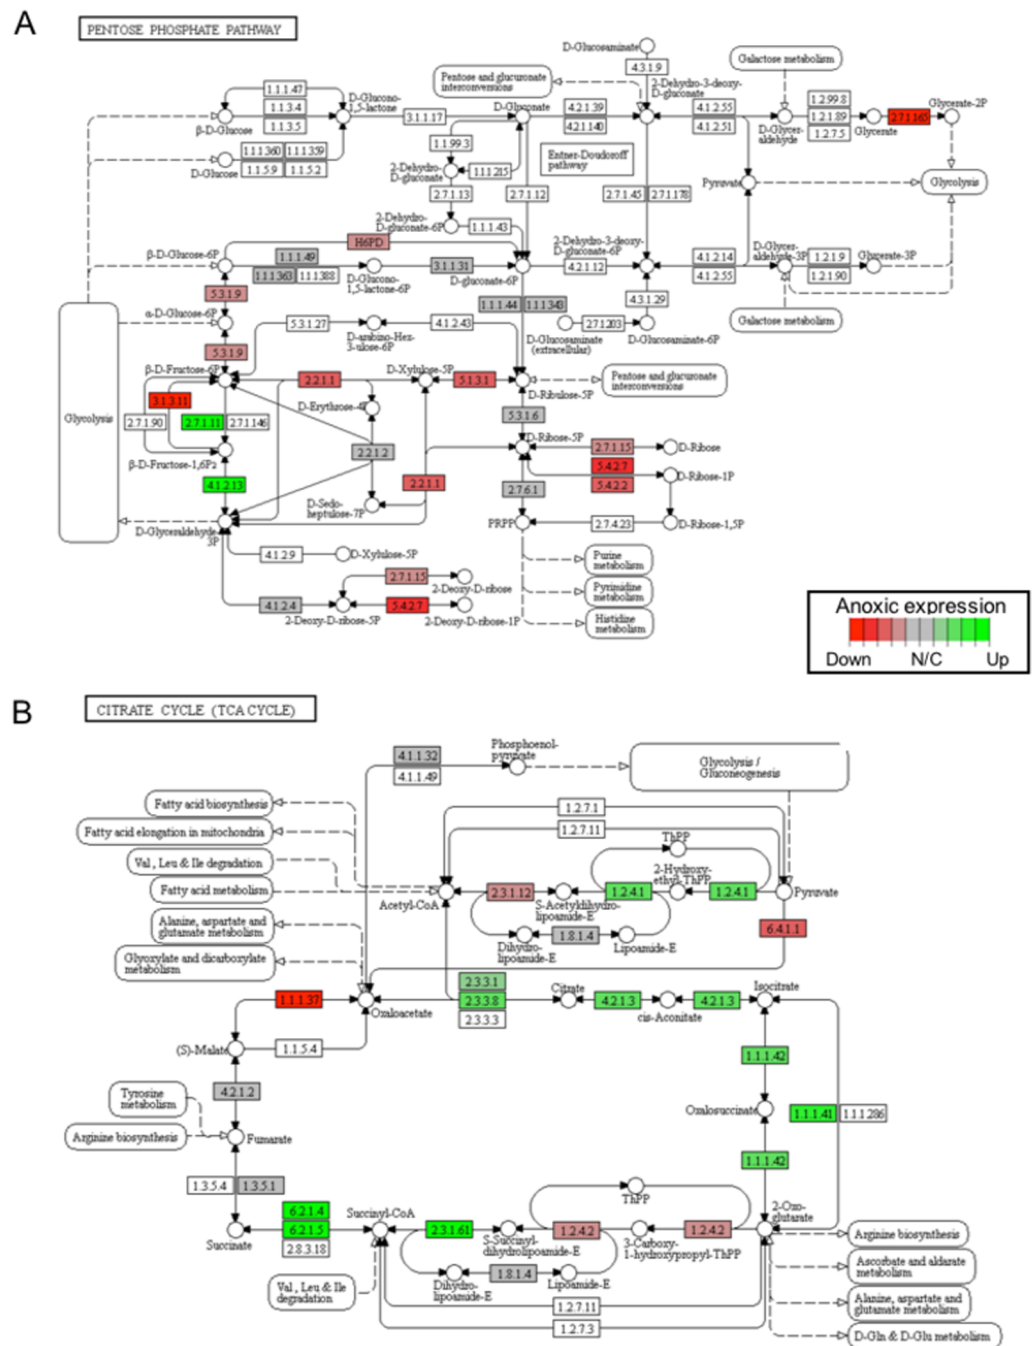 A
PENTOSE PHOSPHATE PATHWAY
D-Glucosaminate
4.3.1.9
Pentose and glucuronate
interconversions
2-Dehydro-3-deoxy-
D-gluconate
Galactose metabolism
1.1.1.47
1.1.3.4
1.1.3.5
β-D-Glucose
D-Glucono-
1,5-lactone
3.1.1.17
D-Gluconate
4.2.1.39
4.2.1.140
4.1.2.55
4.1.2.51
D-Glycer-
aldehyde
1.2.99.8
1.2.1.89
1.2.7.5
Glycerate
2.7.1.165
Glycerate-2P
1.1.1.360
1.1.1.359
1.1.5.9
1.1.5.2
D-Glucose
1.1.99.3
2-Dehydro-
D-gluconate
1.1.1.215
Entner-Doudoroff
pathway
2.7.1.13
2.7.1.12
2.7.1.45
2.7.1.178
Pyruvate
Glycolysis
2-Dehydro-
D-gluconate-6P
1.1.1.43
H6PD
β-D-Glucose-6P
1.1.1.49
1.1.1.363
1.1.1.388
D-Glucono-
1,5-lactone-6P
3.1.1.31
D-gluconate-6P
2-Dehydro-3-deoxy-
D-gluconate-6P
4.2.1.12
4.1.2.14
4.1.2.55
D-Glycer-
aldehyde-3P
1.2.1.9
1.2.1.90
Glycerate-3P
5.3.1.9
α-D-Glucose-6P
1.1.1.44
1.1.1.343
4.3.1.29
D-Glucosaminate
(extracellular)
2.7.1.203
D-Glucosaminate-6P
Galactose metabolism
5.3.1.9
5.3.1.27
D-arabino-Hex-
3-ulose-6P
4.1.2.43
β-D-Fructose-6P
2.2.1.1
D-Xylulose-5P
5.1.3.1
D-Ribulose-5P
Pentose and glucuronate
interconversions
Glycolysis
3.1.3.11
2.7.1.90
2.7.1.11
2.7.1.146
D-Erythrose-4P
5.3.1.6
2.2.1.2
D-Ribose-5P
2.7.1.15
D-Ribose
5.4.2.7
5.4.2.2
D-Ribose-1P
β-D-Fructose-1,6P2
4.1.2.13
2.2.1.1
2.7.6.1
D-Sedo-
heptulose-7P
D-Glyceraldehyde-
3P
PRPP
2.7.4.23
D-Ribose-1,5P
4.1.2.9
D-Xylulose-5P
Purine
metabolism
2.7.1.15
2-Deoxy-D-ribose
Pyrimidine
metabolism
4.1.2.4
2-Deoxy-D-ribose-5P
5.4.2.7
2-Deoxy-D-ribose-1P
Histidine
metabolism
Anoxic expression
Down N/C Up
B
CITRATE CYCLE (TCA CYCLE)
4.1.1.32
4.1.1.49
Phosphoenol-
pyruvate
Glycolysis /
Gluconeogenesis
Fatty acid biosynthesis
Fatty acid elongation in mitochondria
Val, Leu & Ile degradation
Fatty acid metabolism
1.2.7.1
1.2.7.11
ThPP
2-Hydroxy-
ethyl-ThPP
Acetyl-CoA
2.3.1.12
S-Acetyldihydro-
lipoamide-E
1.2.4.1
1.2.4.1
Pyruvate
Alanine, aspartate and
glutamate metabolism
Dihydro-
lipoamide-E
1.8.1.4
Lipoamide-E
6.4.1.1
Glyoxylate and dicarboxylate
metabolism
1.1.1.37
Oxaloacetate
2.3.3.1
2.3.3.8
2.3.3.3
Citrate
4.2.1.3
cis-Aconitate
4.2.1.3
Isocitrate
(S)-Malate
1.1.5.4
1.1.1.42
4.2.1.2
Tyrosine
metabolism
Oxalosuccinate
1.1.1.41
1.1.1.286
Arginine biosynthesis
Fumarate
1.1.1.42
1.3.5.4
1.3.5.1
ThPP
6.2.1.4
6.2.1.5
2.8.3.18
Succinate
Succinyl-CoA
2.3.1.61
S-Succinyl-
dihydrolipoamide-E
1.2.4.2
3-Carboxy-
1-hydroxypropyl-ThPP
1.2.4.2
2-Oxo-
glutarate
Arginine biosynthesis
Val, Leu & Ile
degradation
Dihydro-
lipoamide-E
1.8.1.4
Lipoamide-E
Ascorbate and aldarate
metabolism
1.2.7.11
1.2.7.3
Alanine, aspartate and
glutamate metabolism
D-Gln & D-Glu metabolism